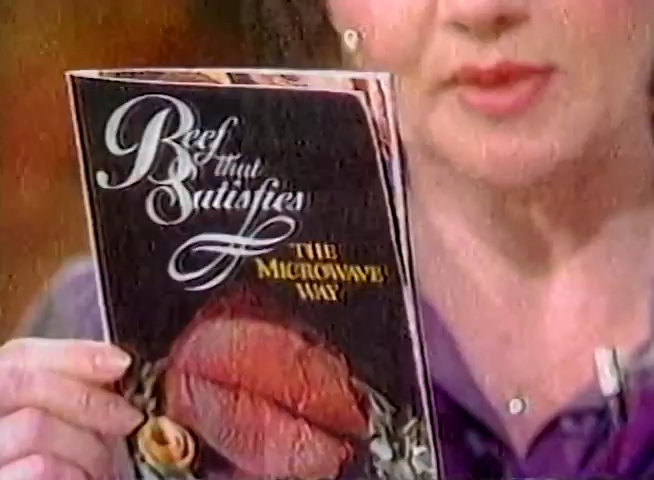 Beef
that
Satisfies
THE
MICROWAVE
WAY